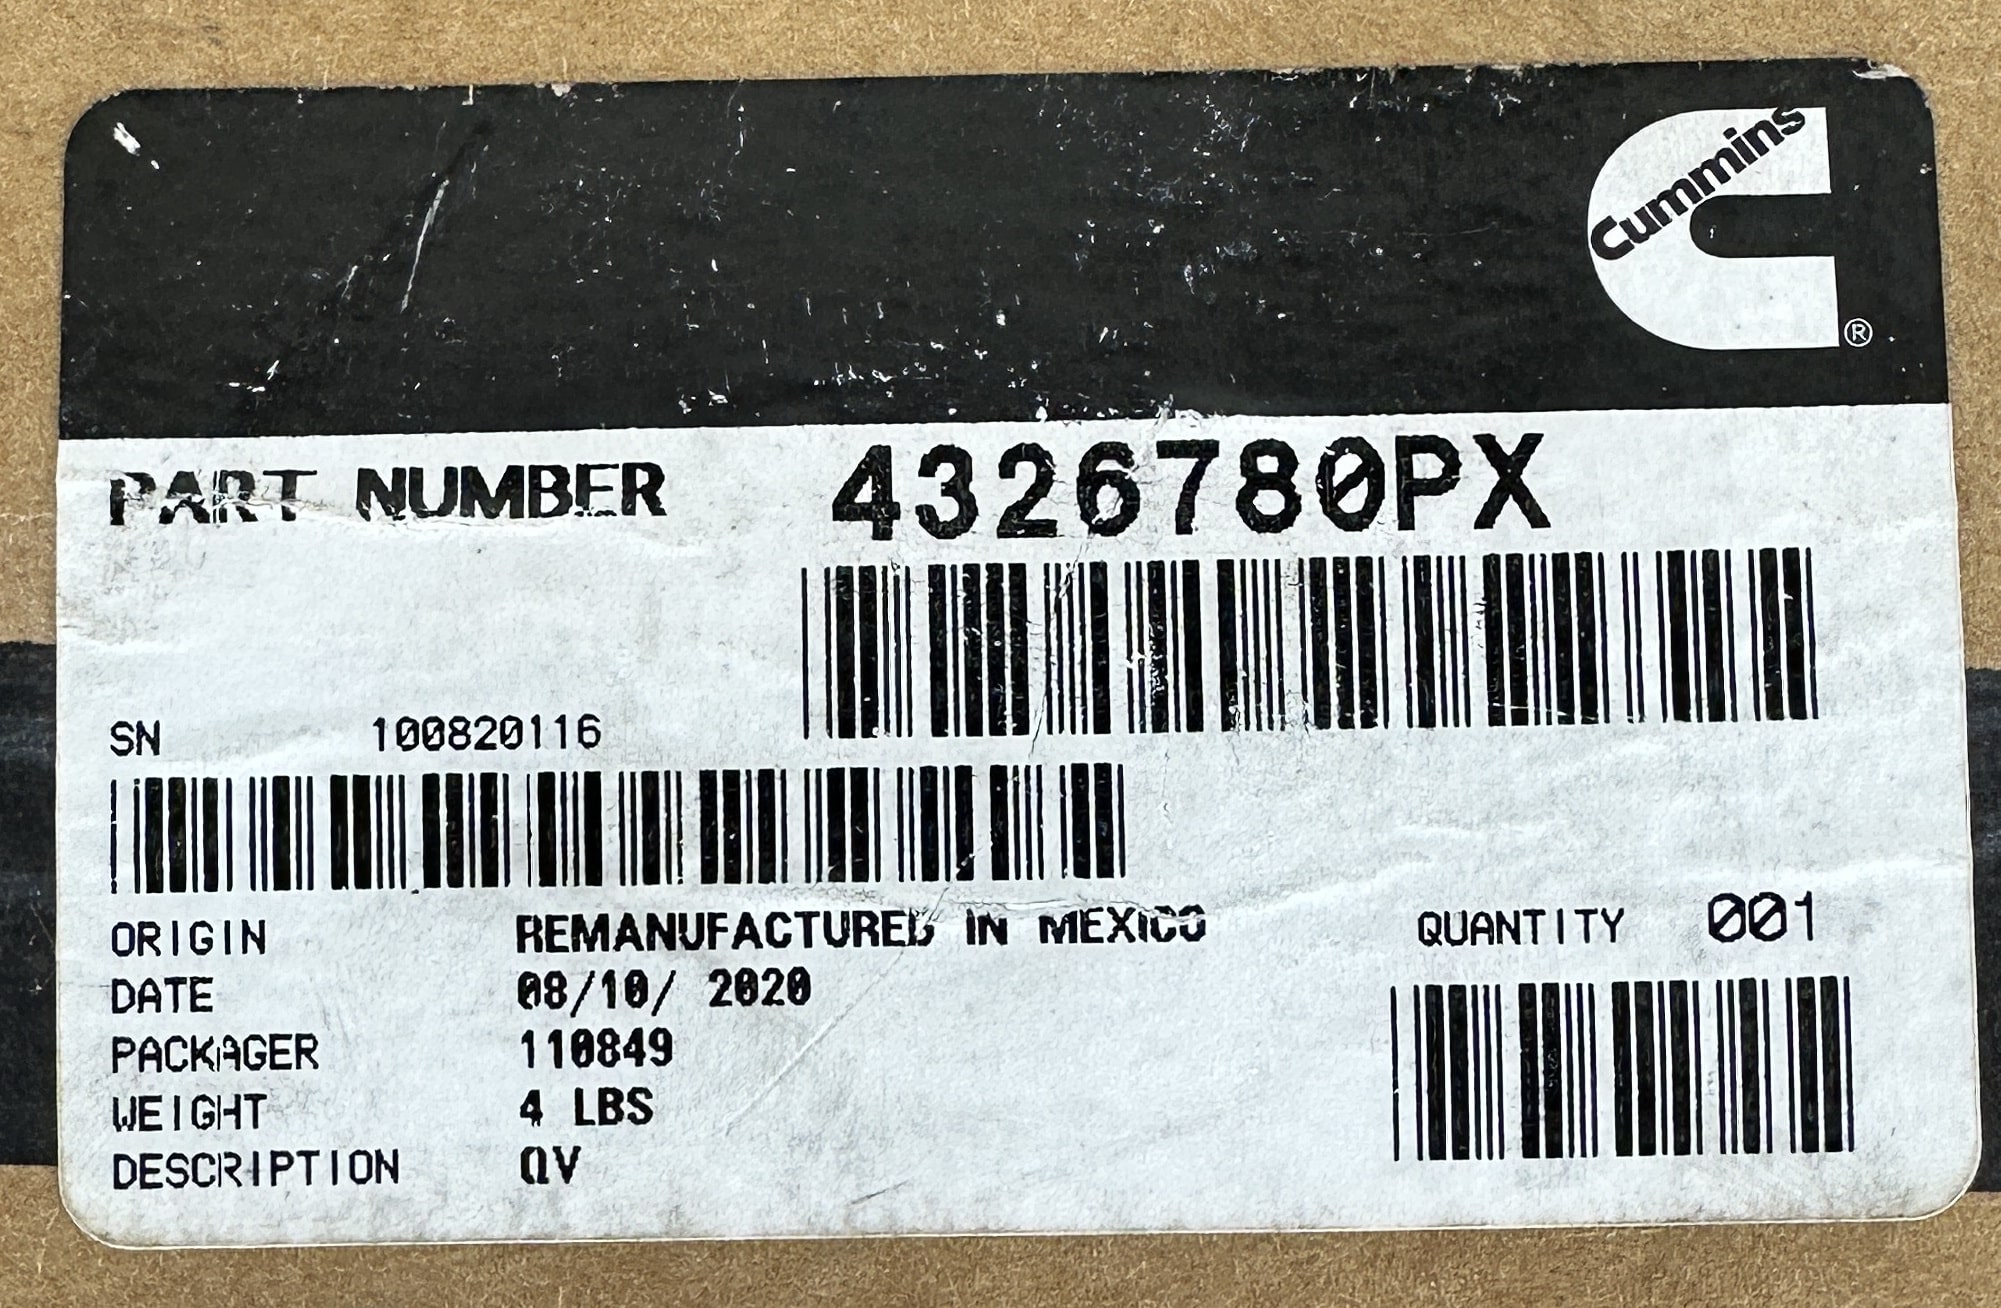 Cummins
®
PART NUMBER 4326780PX
SN 100820116
ORIGIN REMANUFACTURED IN MEXICO
QUANTITY 001
DATE 08/10/ 2020
PACKAGER 110849
WEIGHT 4 LBS
DESCRIPTION QV